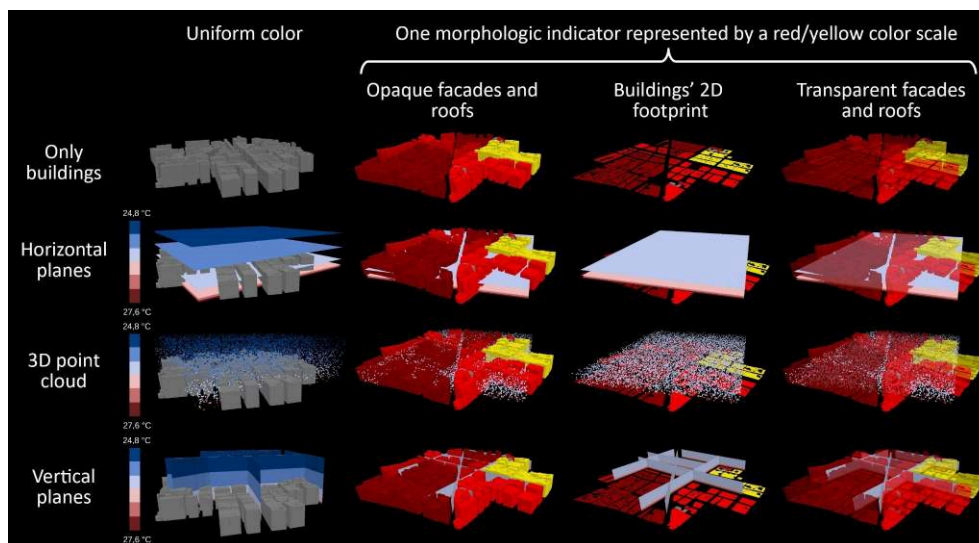 Uniform color
One morphologic indicator represented by a red/yellow color scale
Opaque facades and
roofs
Buildings' 2D
footprint
Transparent facades
and roofs
Only
buildings
24,8 °C
Horizontal
planes
27,6 °C
24,8 °C
3D point
cloud
27,6 °C
24,8 °C
Vertical
planes
27,6 °C